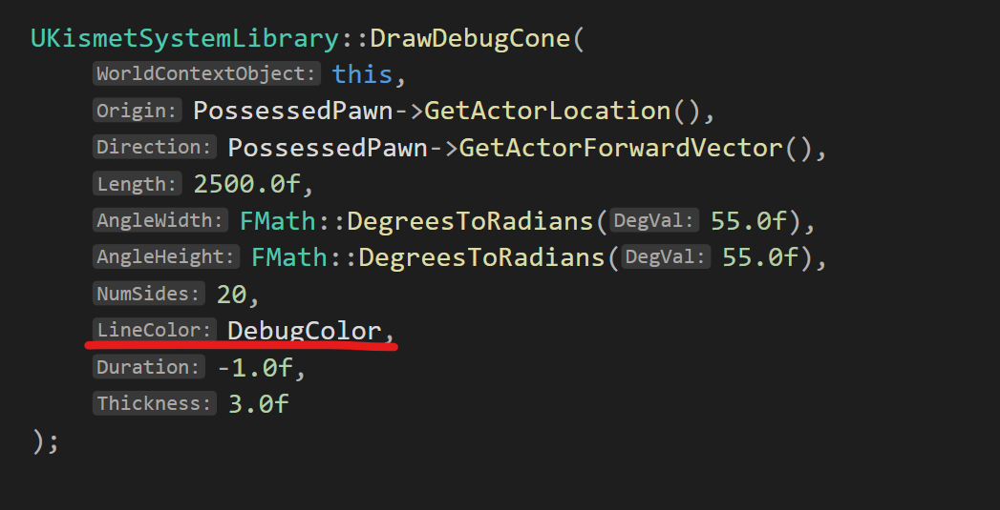 UKismetSystemLibrary::DrawDebugCone(
WorldContextObject: this,
Origin: PossessedPawn->GetActorLocation(),
Direction: PossessedPawn->GetActorForwardVector(),
Length: 2500.0f,
AngleWidth: FMath::DegreesToRadians(DegVal: 55.0f),
AngleHeight: FMath::DegreesToRadians(DegVal: 55.0f),
NumSides: 20,
LineColor: DebugColor,
Duration: -1.0f,
Thickness: 3.0f
);